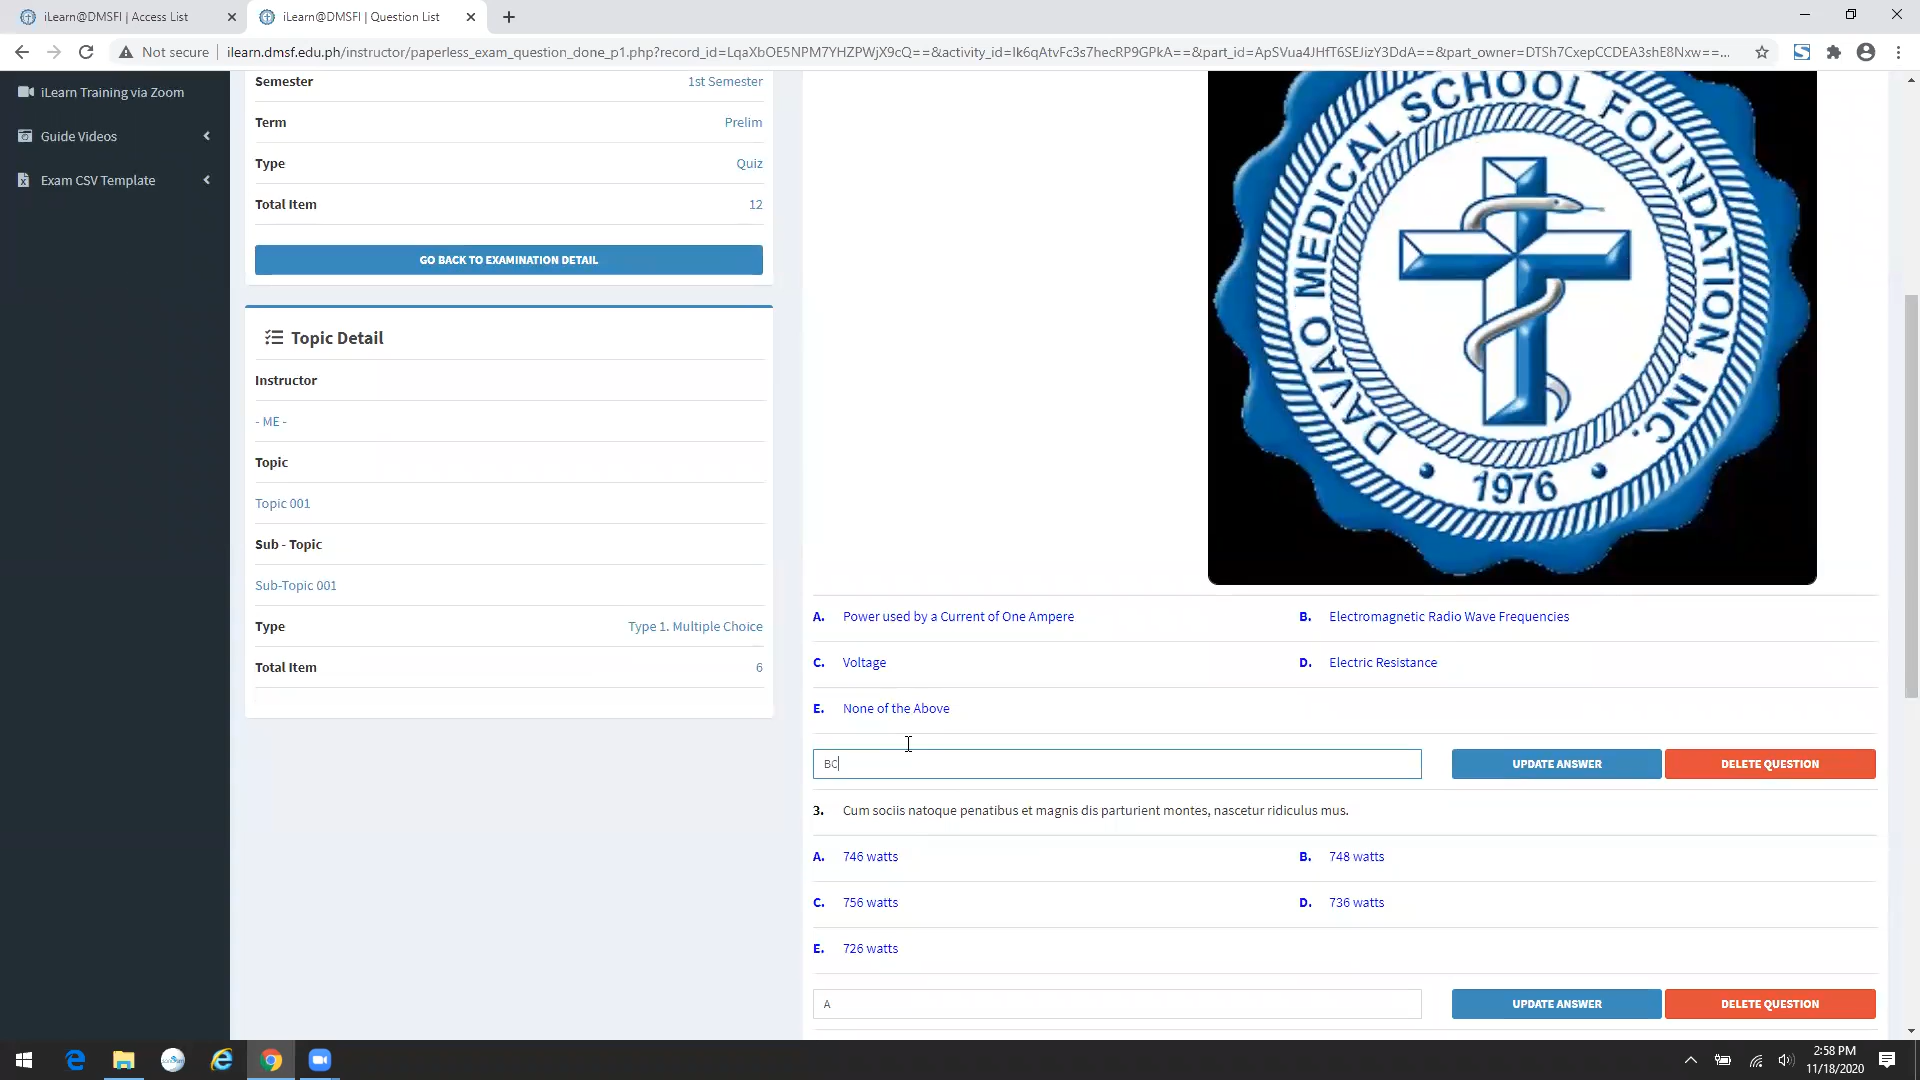 iLearn@DMSFI | Access List
iLearn@DMSFI | Question List
Not secure
ilearn.dmsf.edu.ph/instructor/paperless_exam_question_done_p1.php?record_id=LqaXbOE5NPM7YHZPWjX9cQ==&activity_id=Ik6qAtvFc3s7hecRP9GPkA==&part_id=ApSVua4JHfT6SEJizY3DdA==&part_owner=DTSh7CxepCCDEA3shE8Nxw==...
iLearn Training via Zoom
Guide Videos
Exam CSV Template
Semester 1st Semester
Term Prelim
Type Quiz
Total Item 12
GO BACK TO EXAMINATION DETAIL
Topic Detail
Instructor
- ME -
Topic
Topic 001
Sub - Topic
Sub-Topic 001
Type Type 1. Multiple Choice
Total Item 6
DAVAO MEDICAL SCHOOL FOUNDATION, INC.
1976
A. Power used by a Current of One Ampere
B. Electromagnetic Radio Wave Frequencies
C. Voltage
D. Electric Resistance
E. None of the Above
BC
UPDATE ANSWER
DELETE QUESTION
3. Cum sociis natoque penatibus et magnis dis parturient montes, nascetur ridiculus mus.
A. 746 watts
B. 748 watts
C. 756 watts
D. 736 watts
E. 726 watts
A
UPDATE ANSWER
DELETE QUESTION
2:58 PM
11/18/2020